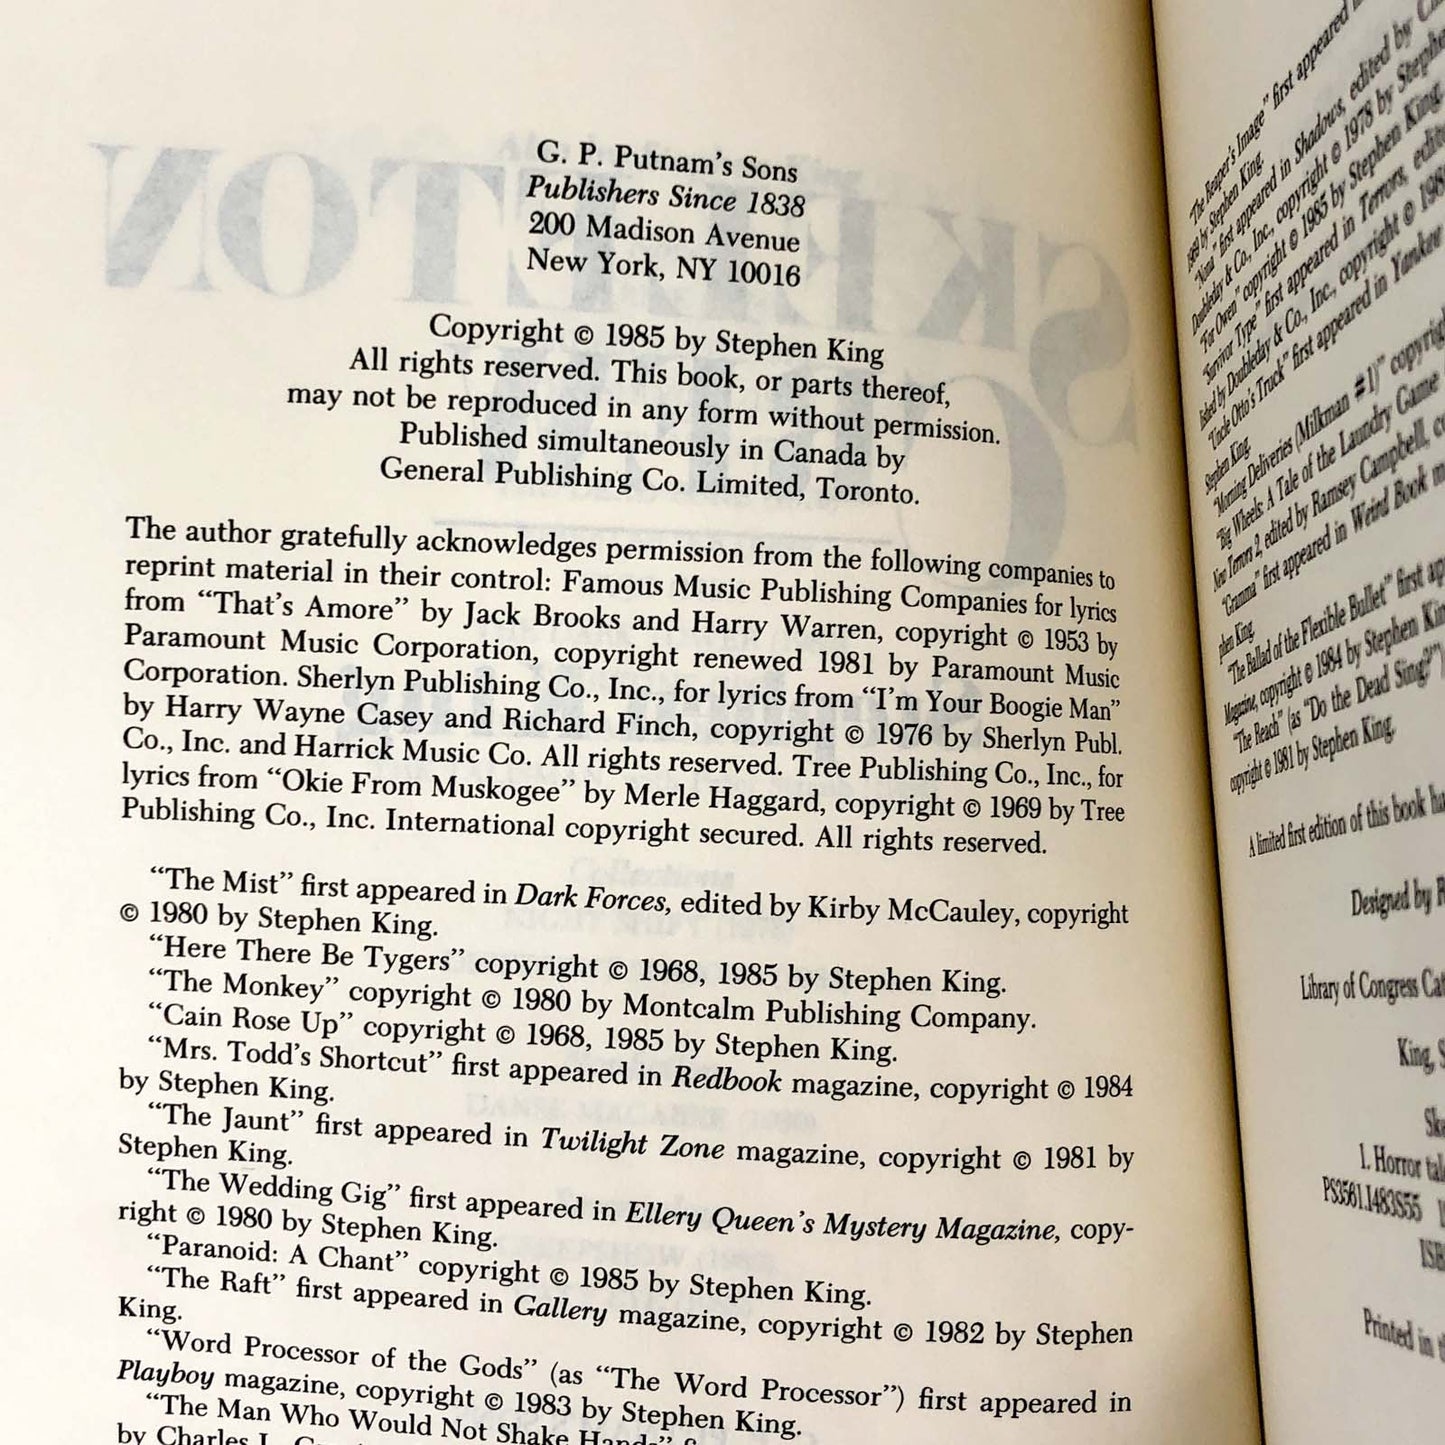 G. P. Putnam's Sons
Publishers Since 1838
200 Madison Avenue
New York, NY 10016
Copyright © 1985 by Stephen King
All rights reserved. This book, or parts thereof,
may not be reproduced in any form without permission.
Published simultaneously in Canada by
General Publishing Co. Limited, Toronto.
The author gratefully acknowledges permission from the following companies to
reprint material in their control: Famous Music Publishing Companies for lyrics
from “That's Amore” by Jack Brooks and Harry Warren, copyright © 1953 by
Paramount Music Corporation, copyright renewed 1981 by Paramount Music
Corporation. Sherlyn Publishing Co., Inc., for lyrics from “I'm Your Boogie Man”
by Harry Wayne Casey and Richard Finch, copyright © 1976 by Sherlyn Publ.
Co., Inc. and Harrick Music Co. All rights reserved. Tree Publishing Co., Inc., for
lyrics from “Okie From Muskogee” by Merle Haggard, copyright © 1969 by Tree
Publishing Co., Inc. International copyright secured. All rights reserved.
“The Mist” first appeared in Dark Forces, edited by Kirby McCauley, copyright
© 1980 by Stephen King.
“Here There Be Tygers” copyright © 1968, 1985 by Stephen King.
“The Monkey” copyright © 1980 by Montcalm Publishing Company.
“Cain Rose Up” copyright © 1968, 1985 by Stephen King.
“Mrs. Todd's Shortcut” first appeared in Redbook magazine, copyright © 1984
by Stephen King.
“The Jaunt” first appeared in Twilight Zone magazine, copyright © 1981 by
Stephen King.
“The Wedding Gig” first appeared in Ellery Queen's Mystery Magazine, copy-
right © 1980 by Stephen King.
“Paranoid: A Chant” copyright © 1985 by Stephen King.
“The Raft” first appeared in Gallery magazine, copyright © 1982 by Stephen
King.
“Word Processor of the Gods” (as “The Word Processor”) first appeared in
Playboy magazine, copyright © 1983 by Stephen King.
“The Man Who Would Not Shake Hands”
by Charles L.
“The Reaper's Image” first appeared
1969 by Stephen King.
“Nona” first appeared in Shadows, edited by
Doubleday & Co., Inc., copyright © 1978 by Stephen
“For Owen” copyright © 1985 by Stephen King.
“Survivor Type” first appeared in Terrors,
lished by Doubleday & Co., Inc., copyright ©
“Uncle Otto's Truck” first appeared in Yankee
Stephen King.
“Morning Deliveries (Milkman #1)”
“Big Wheels: A Tale of the Laundry Game
New Terrors 2, edited by Ramsey Campbell,
“Gramma” first appeared in Weird Book
phen King.
“The Ballad of the Flexible Bullet” first
Magazine, copyright © 1984 by Stephen
“The Reach” (as “Do the Dead Sing?”)
copyright © 1981 by Stephen King.
A limited first edition of this book
Designed by
Library of Congress
King,
1. Horror
PS3561.I483S55
Printed in